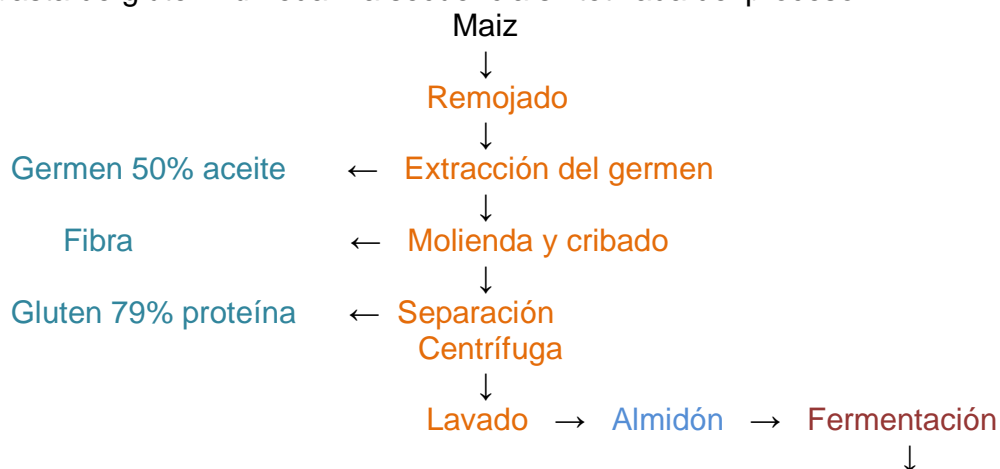 Maiz
↓
Remojado
↓
Germen 50% aceite ← Extracción del germen
↓
Fibra ← Molienda y cribado
↓
Gluten 79% proteína ← Separación
Centrífuga
↓
Lavado → Almidón → Fermentación
↓